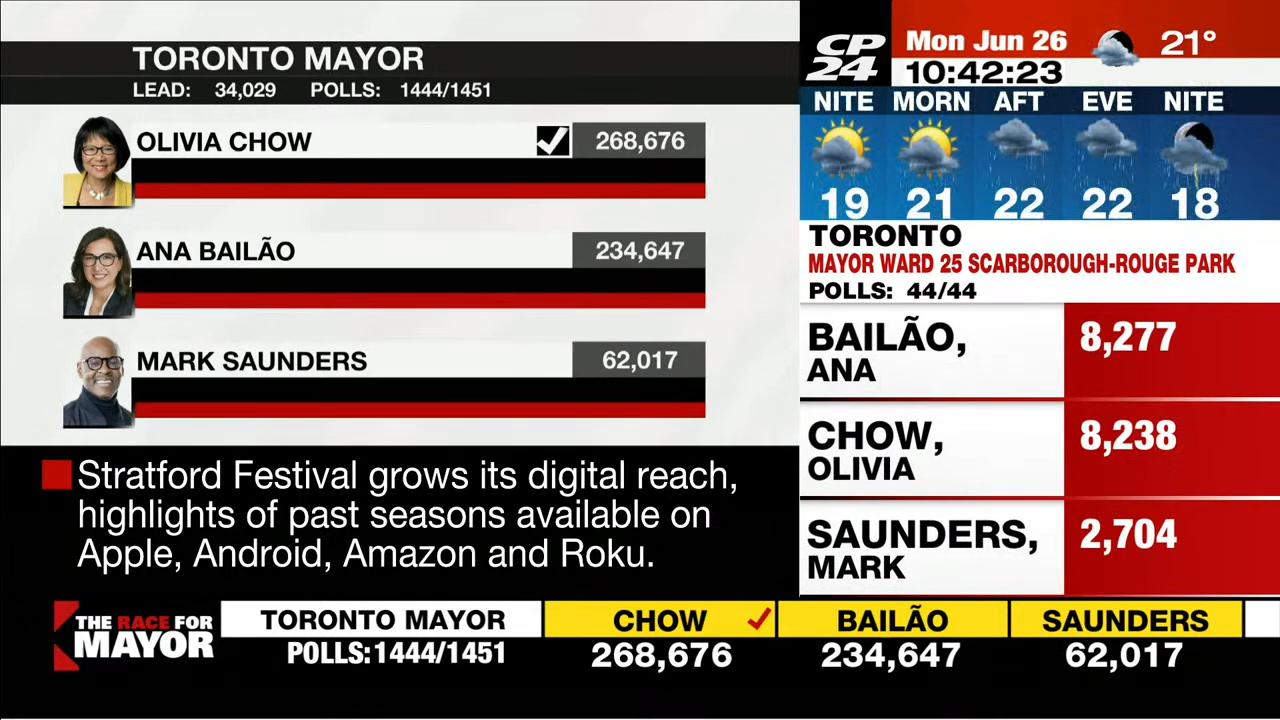 TORONTO MAYOR
LEAD: 34,029 POLLS: 1444/1451
OLIVIA CHOW 268,676
ANA BAILÃO 234,647
MARK SAUNDERS 62,017
Stratford Festival grows its digital reach,
highlights of past seasons available on
Apple, Android, Amazon and Roku.
CP
24
Mon Jun 26 21°
10:42:23
NITE MORN AFT EVE NITE
19 21 22 22 18
TORONTO
MAYOR WARD 25 SCARBOROUGH-ROUGE PARK
POLLS: 44/44
BAILÃO, 8,277
ANA
CHOW, 8,238
OLIVIA
SAUNDERS, 2,704
MARK
THE RACE FOR
MAYOR
TORONTO MAYOR CHOW BAILÃO SAUNDERS
POLLS:1444/1451 268,676 234,647 62,017